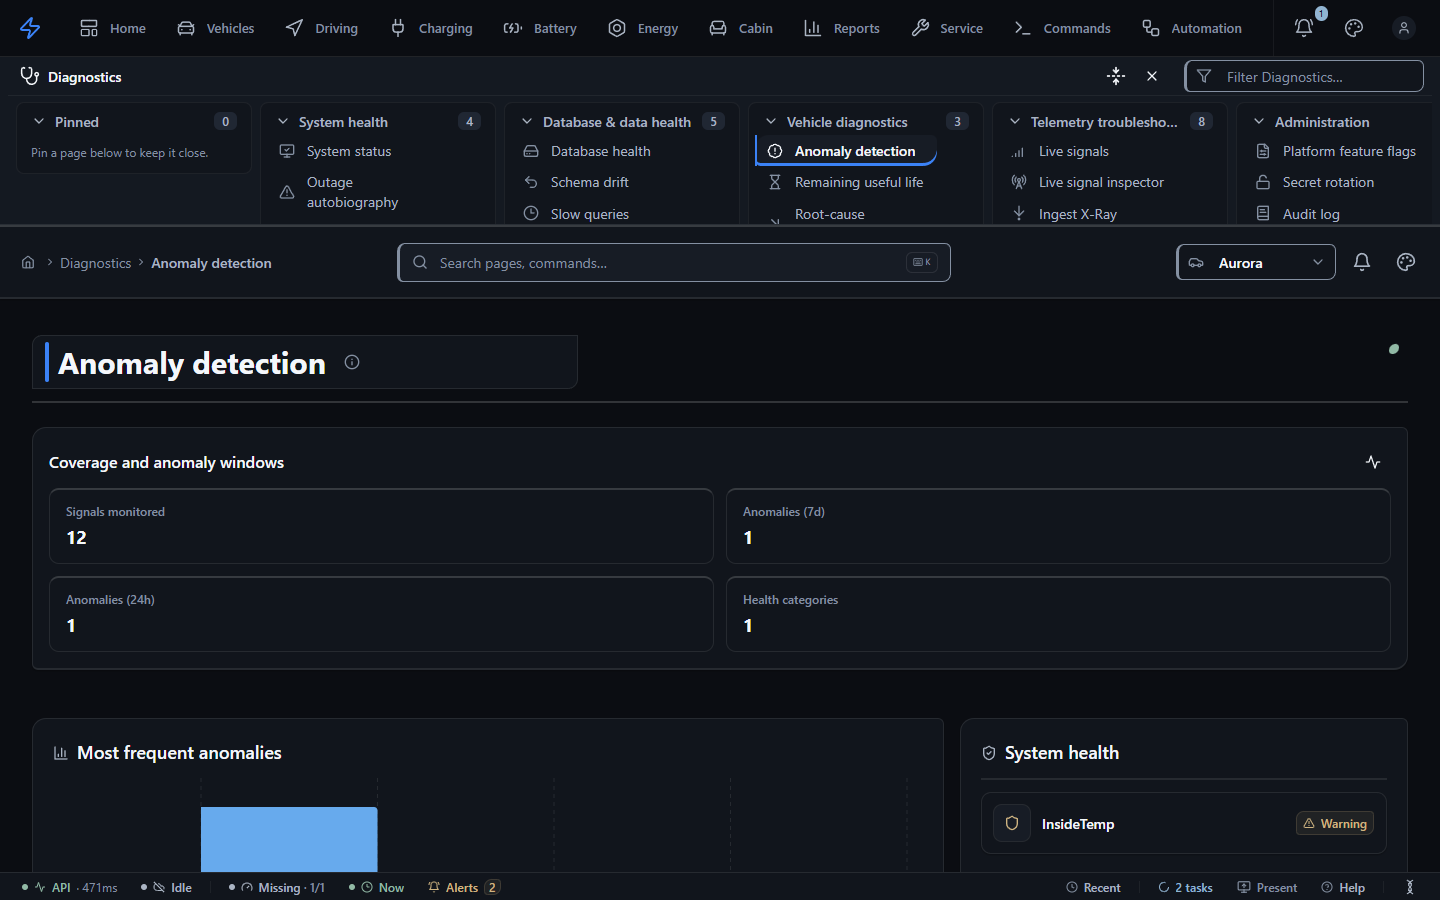 Home
Vehicles
Driving
Charging
Battery
Energy
Cabin
Reports
Service
Commands
Automation
1
Diagnostics
Filter Diagnostics...
Pinned 0
Pin a page below to keep it close.
System health 4
System status
Outage
autobiography
Database & data health 5
Database health
Schema drift
Slow queries
Vehicle diagnostics 3
Anomaly detection
Remaining useful life
Root-cause
Telemetry troublesho... 8
Live signals
Live signal inspector
Ingest X-Ray
Administration
Platform feature flags
Secret rotation
Audit log
Diagnostics
Anomaly detection
Search pages, commands...
K
Aurora
Anomaly detection
Coverage and anomaly windows
Signals monitored
12
Anomalies (7d)
1
Anomalies (24h)
1
Health categories
1
Most frequent anomalies
System health
InsideTemp
Warning
API · 471ms
Idle
Missing · 1/1
Now
Alerts 2
Recent
2 tasks
Present
Help